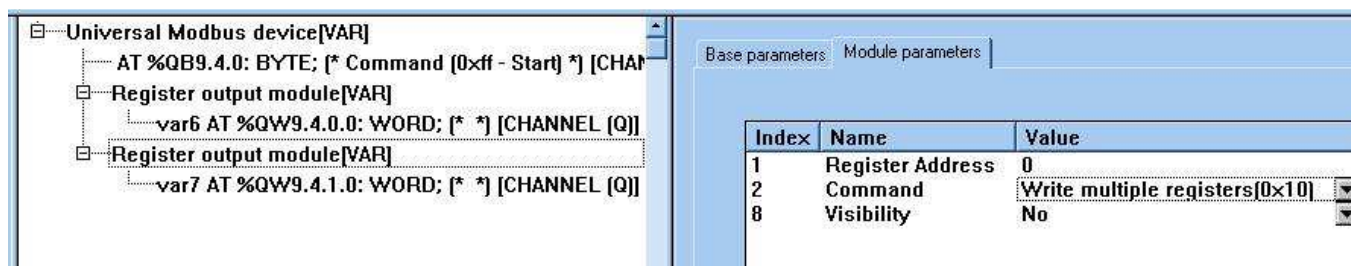 Universal Modbus device[VAR]
AT %QB9.4.0: BYTE; (* Command (0xff - Start) *) [CHAN
Register output module[VAR]
var6 AT %QW9.4.0.0: WORD; (* *) [CHANNEL (Q)]
Register output module[VAR]
var7 AT %QW9.4.1.0: WORD; (* *) [CHANNEL (Q)]
Base parameters Module parameters
Index Name Value
1 Register Address 0
2 Command Write multiple registers(0x10)
8 Visibility No